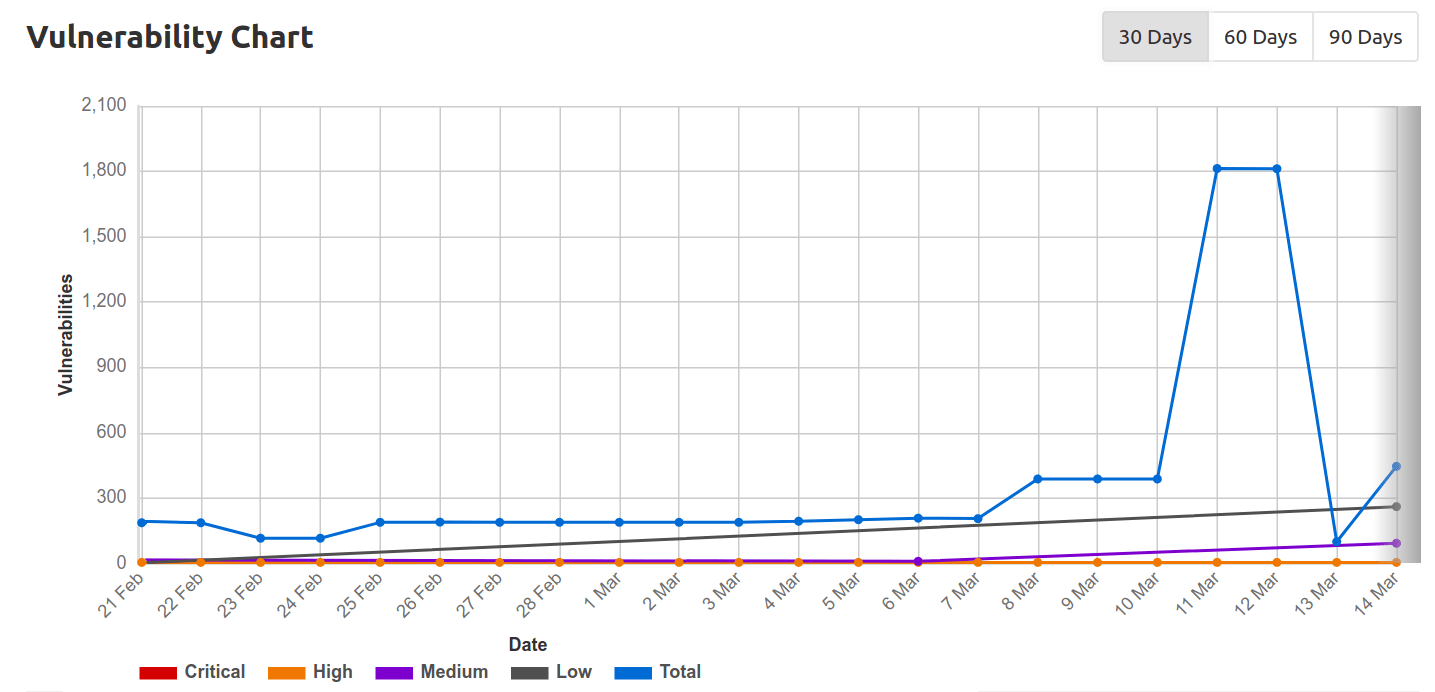 Vulnerability Chart
30 Days 60 Days 90 Days
2,100
1,800
1,500
1,200
900
600
300
0
Vulnerabilities
21 Feb 22 Feb 23 Feb 24 Feb 25 Feb 26 Feb 27 Feb 28 Feb 1 Mar 2 Mar 3 Mar 4 Mar 5 Mar 6 Mar 7 Mar 8 Mar 9 Mar 10 Mar 11 Mar 12 Mar 13 Mar 14 Mar
Date
Critical High Medium Low Total